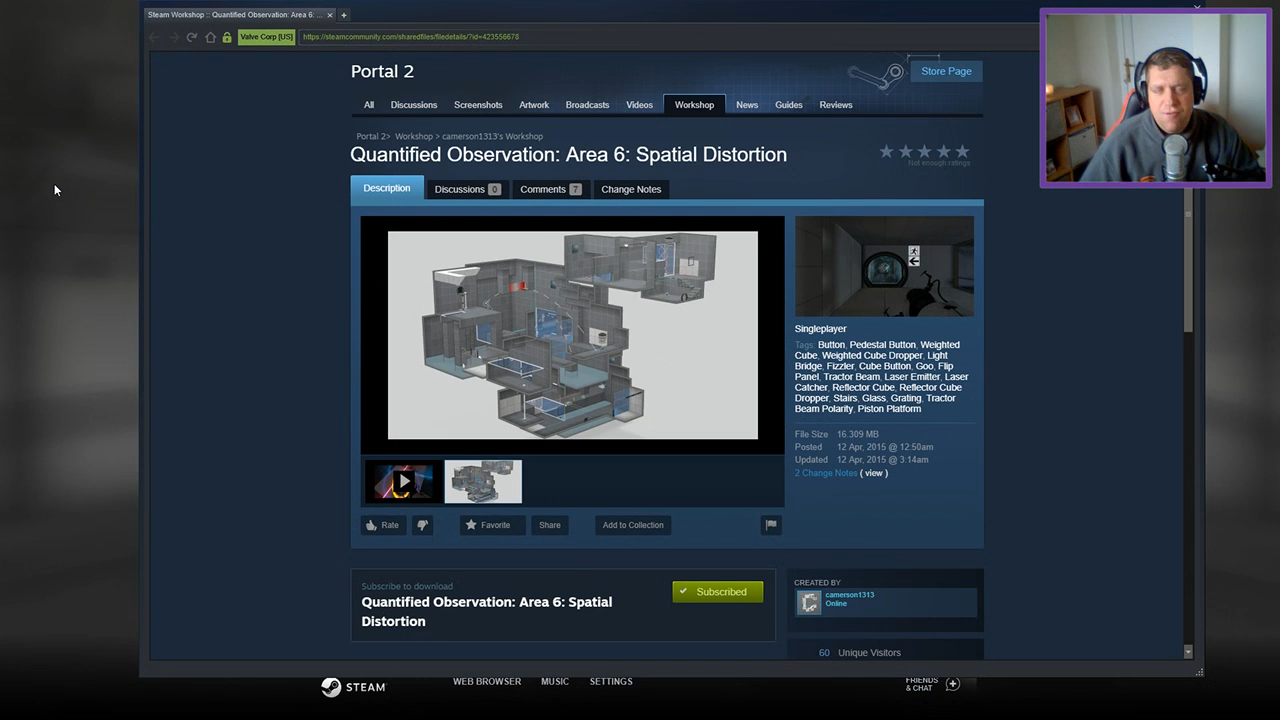 Steam Workshop :: Quantified Observation: Area 6: ...
Valve Corp [US]
https://steamcommunity.com/sharedfiles/filedetails/?id=423556678
Portal 2
Store Page
All Discussions Screenshots Artwork Broadcasts Videos Workshop News Guides Reviews
Portal 2> Workshop > camerson1313's Workshop
Quantified Observation: Area 6: Spatial Distortion
Not enough ratings
Description Discussions 0 Comments 7 Change Notes
Singleplayer
Tags: Button, Pedestal Button, Weighted
Cube, Weighted Cube Dropper, Light
Bridge, Fizzler, Cube Button, Goo, Flip
Panel, Tractor Beam, Laser Emitter, Laser
Catcher, Reflector Cube, Reflector Cube
Dropper, Stairs, Glass, Grating, Tractor
Beam Polarity, Piston Platform
File Size 16.309 MB
Posted 12 Apr, 2015 @ 12:50am
Updated 12 Apr, 2015 @ 3:14am
2 Change Notes ( view )
Rate
Favorite
Share
Add to Collection
Subscribe to download
Quantified Observation: Area 6: Spatial
Distortion
Subscribed
CREATED BY
camerson1313
Online
60 Unique Visitors
STEAM
WEB BROWSER MUSIC SETTINGS
FRIENDS
& CHAT